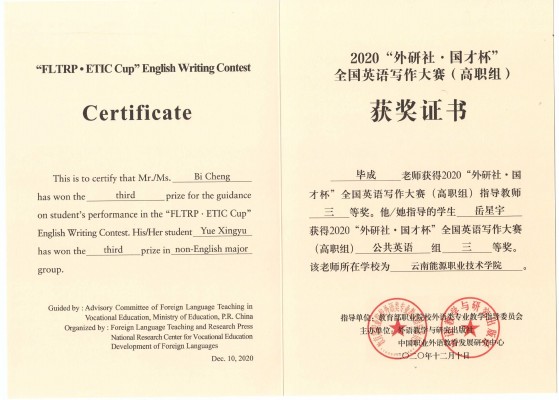 “FLTRP • ETIC Cup” English Writing Contest
Certificate
This is to certify that Mr./Ms. Bi Cheng
has won the third prize for the guidance
on student's performance in the “FLTRP · ETIC Cup”
English Writing Contest. His/Her student Yue Xingyu
has won the third prize in non-English major
group.
Guided by : Advisory Committee of Foreign Language Teaching in
Vocational Education, Ministry of Education, P.R. China
Organized by : Foreign Language Teaching and Research Press
National Research Center for Vocational Education
Development of Foreign Languages
Dec. 10, 2020
2020 “外研社 · 国才杯”
全国英语写作大赛（高职组）
获奖证书
毕成 老师获得2020 “外研社 · 国
才杯” 全国英语写作大赛（高职组）指导教师
三 等奖。他/她指导的学生 岳星宇
获得2020 “外研社 · 国才杯” 全国英语写作大赛
（高职组） 公共英语 组 三 等奖。
该老师所在学校为 云南能源职业技术学院 。
指导单位：教育部职业院校外语类专业教学指导委员会
主办单位：外语教学与研究出版社
中国职业外语教育发展研究中心
二〇二〇年十二月十日